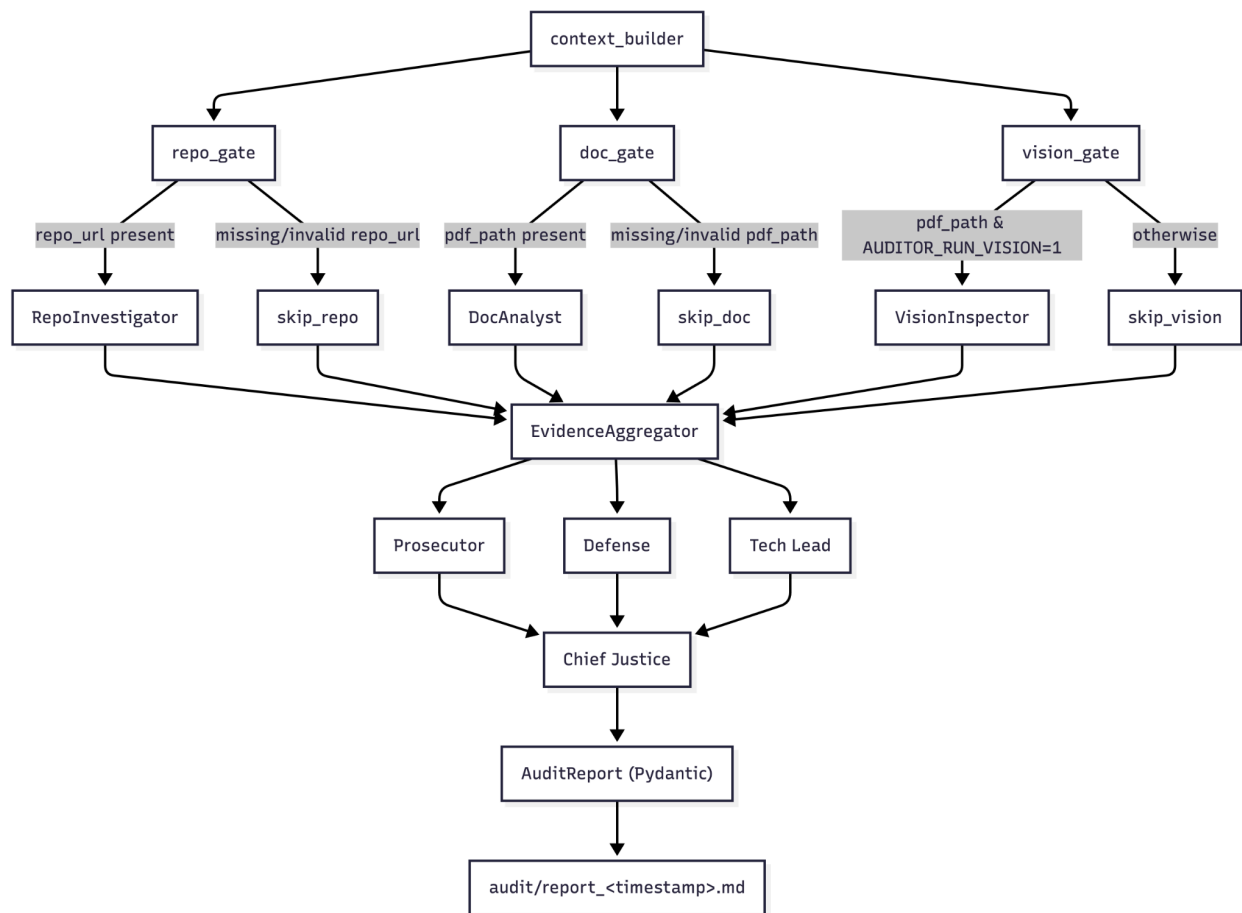 context_builder
repo_gate
doc_gate
vision_gate
repo_url present
missing/invalid repo_url
pdf_path present
missing/invalid pdf_path
pdf_path &
AUDITOR_RUN_VISION=1
otherwise
RepoInvestigator
skip_repo
DocAnalyst
skip_doc
VisionInspector
skip_vision
EvidenceAggregator
Prosecutor
Defense
Tech Lead
Chief Justice
AuditReport (Pydantic)
audit/report_<timestamp>.md